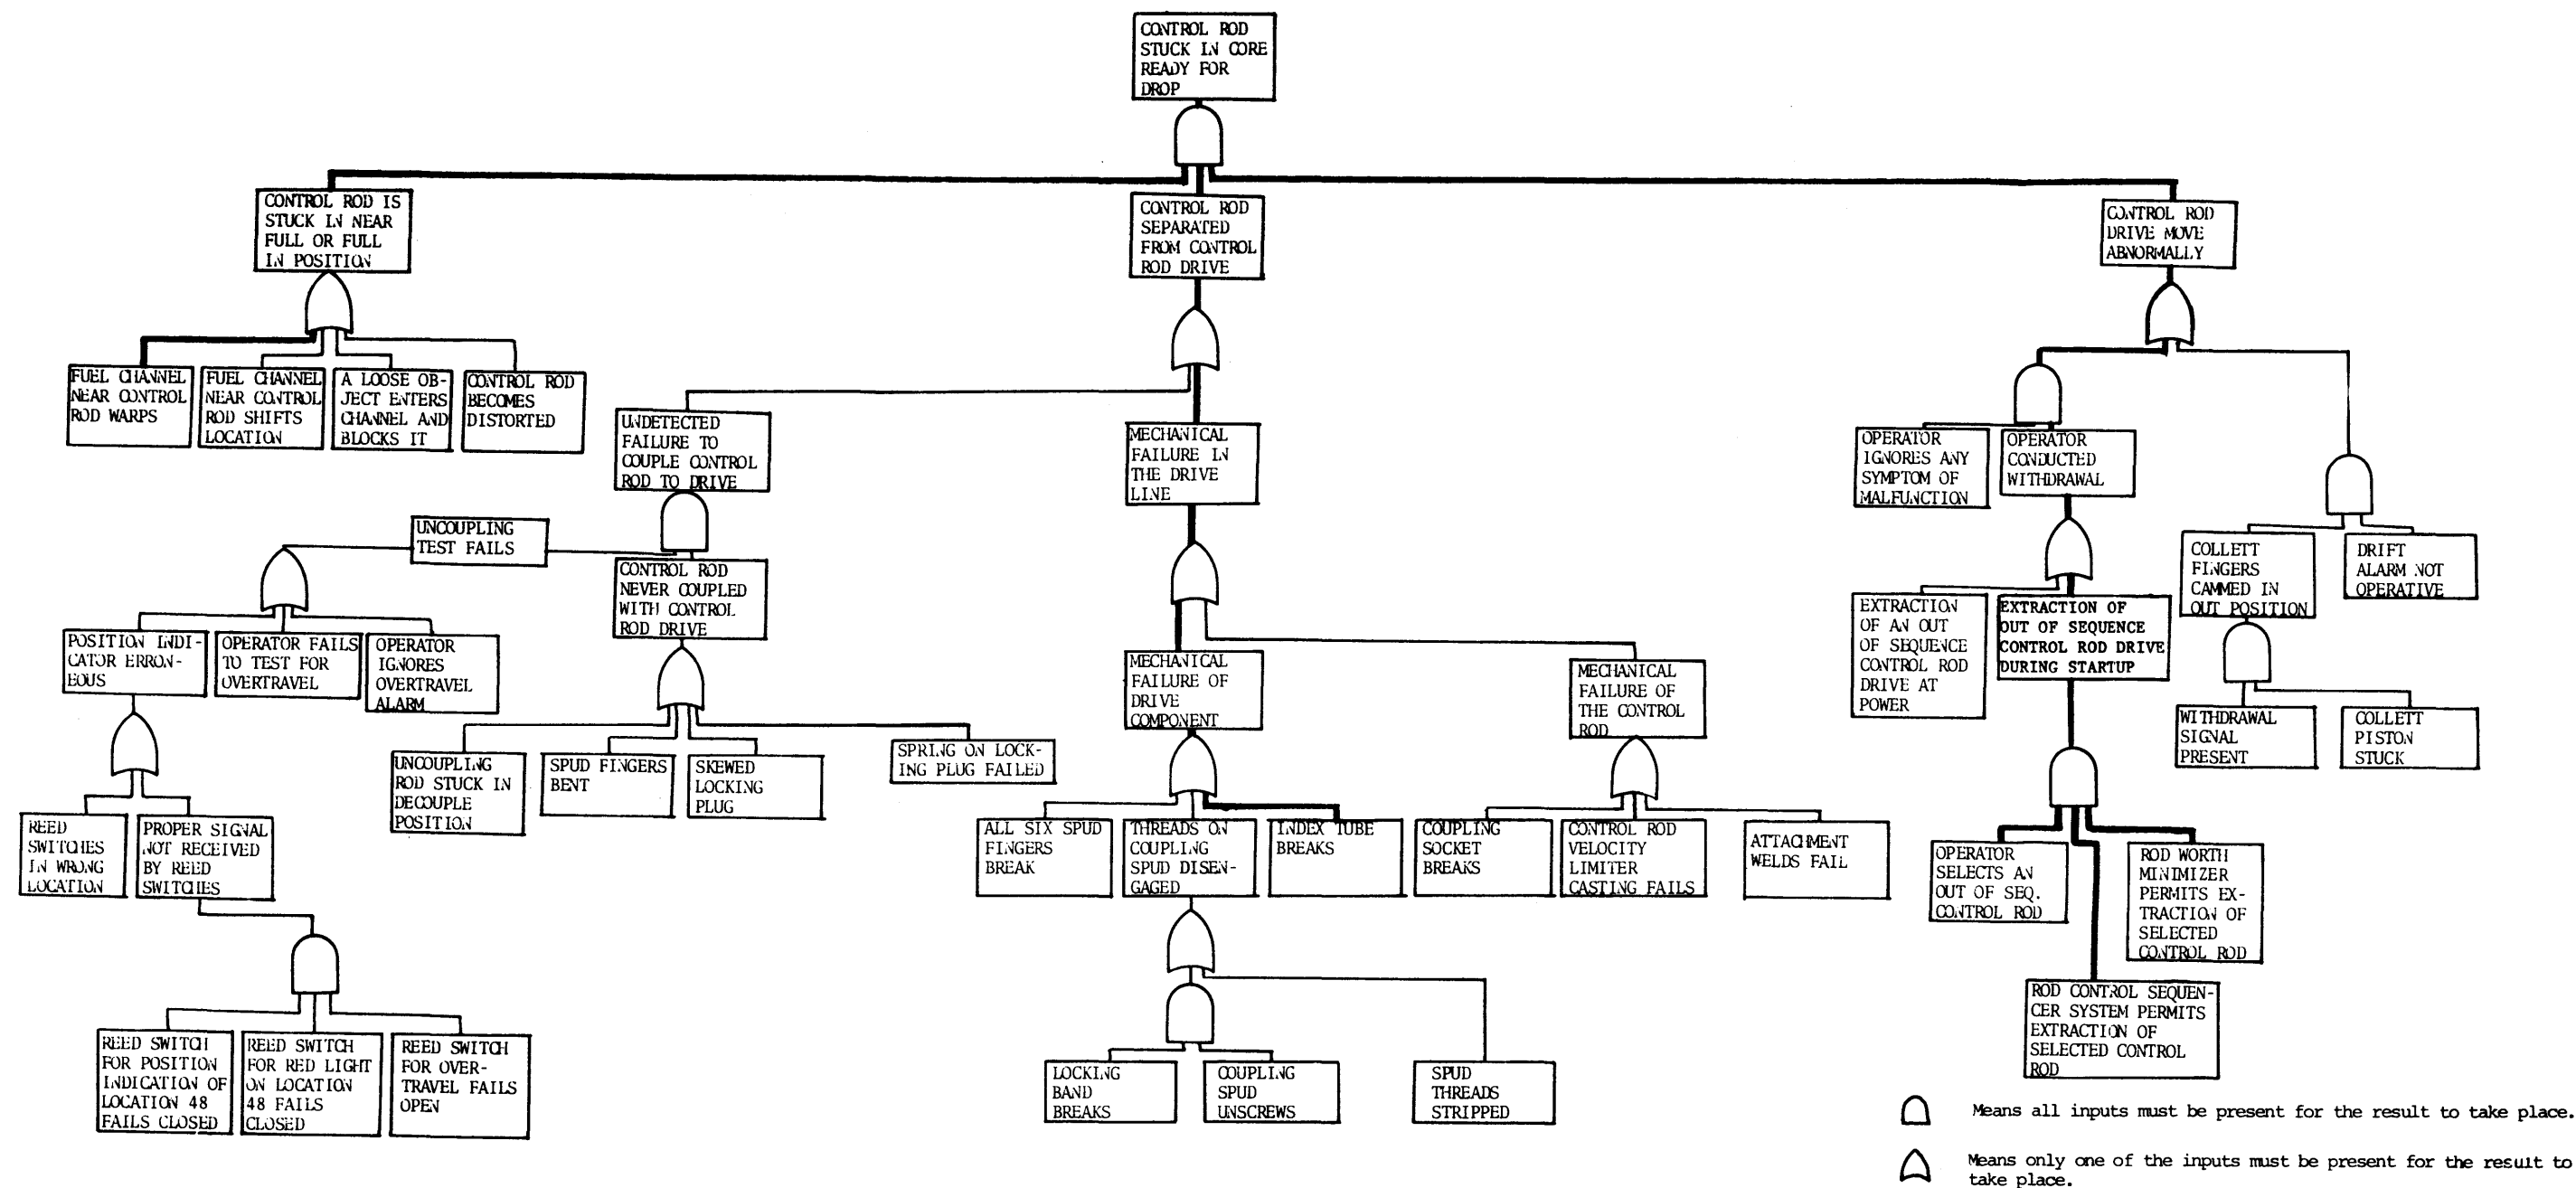 CONTROL ROD
STUCK IN CORE
READY FOR
DROP
CONTROL ROD IS
STUCK IN NEAR
FULL OR FULL
IN POSITION
CONTROL ROD
SEPARATED
FROM CONTROL
ROD DRIVE
CONTROL ROD
DRIVE MOVE
ABNORMALLY
FUEL CHANNEL
NEAR CONTROL
ROD WARPS
FUEL CHANNEL
NEAR CONTROL
ROD SHIFTS
LOCATION
A LOOSE OB-
JECT ENTERS
CHANNEL AND
BLOCKS IT
CONTROL ROD
BECOMES
DISTORTED
UNDETECTED
FAILURE TO
COUPLE CONTROL
ROD TO DRIVE
MECHANICAL
FAILURE IN
THE DRIVE
LINE
OPERATOR
IGNORES ANY
SYMPTOM OF
MALFUNCTION
OPERATOR
CONDUCTED
WITHDRAWAL
UNCOUPLING
TEST FAILS
CONTROL ROD
NEVER COUPLED
WITH CONTROL
ROD DRIVE
COLLETT
FINGERS
CAMMED IN
OUT POSITION
DRIFT
ALARM NOT
OPERATIVE
POSITION INDI-
CATOR ERRON-
EOUS
OPERATOR FAILS
TO TEST FOR
OVERTRAVEL
OPERATOR
IGNORES
OVERTRAVEL
ALARM
MECHANICAL
FAILURE OF
DRIVE
COMPONENT
MECHANICAL
FAILURE OF
THE CONTROL
ROD
EXTRACTION
OF AN OUT
OF SEQUENCE
CONTROL ROD
DRIVE AT
POWER
EXTRACTION OF
OUT OF SEQUENCE
CONTROL ROD DRIVE
DURING STARTUP
WITHDRAWAL
SIGNAL
PRESENT
COLLETT
PISTON
STUCK
UNCOUPLING
ROD STUCK IN
DECOUPLE
POSITION
SPUD FINGERS
BENT
SKEWED
LOCKING
PLUG
SPRING ON LOCK-
ING PLUG FAILED
REED
SWITCHES
IN WRONG
LOCATION
PROPER SIGNAL
NOT RECEIVED
BY REED
SWITCHES
ALL SIX SPUD
FINGERS
BREAK
THREADS ON
COUPLING
SPUD DISEN-
GAGED
INDEX TUBE
BREAKS
COUPLING
SOCKET
BREAKS
CONTROL ROD
VELOCITY
LIMITER
CASTING FAILS
ATTACHMENT
WELDS FAIL
OPERATOR
SELECTS AN
OUT OF SEQ.
CONTROL ROD
ROD WORTH
MINIMIZER
PERMITS EX-
TRACTION OF
SELECTED
CONTROL ROD
ROD CONTROL SEQUEN-
CER SYSTEM PERMITS
EXTRACTION OF
SELECTED CONTROL
ROD
REED SWITCH
FOR POSITION
INDICATION OF
LOCATION 48
FAILS CLOSED
REED SWITCH
FOR RED LIGHT
ON LOCATION
48 FAILS
CLOSED
REED SWITCH
FOR OVER-
TRAVEL FAILS
OPEN
LOCKING
BAND
BREAKS
COUPLING
SPUD
UNSCREWS
SPUD
THREADS
STRIPPED
Means all inputs must be present for the result to take place.
Means only one of the inputs must be present for the result to
take place.